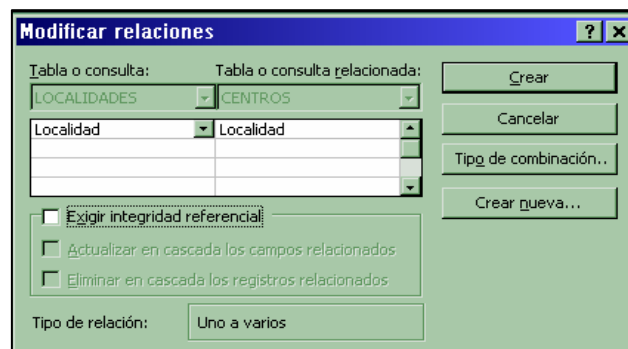 Modificar relaciones
Tabla o consulta: Tabla o consulta relacionada:
LOCALIDADES CENTROS
Localidad Localidad
Exigir integridad referencial
Actualizar en cascada los campos relacionados
Eliminar en cascada los registros relacionados
Tipo de relación: Uno a varios
Crear
Cancelar
Tipo de combinación..
Crear nueva...